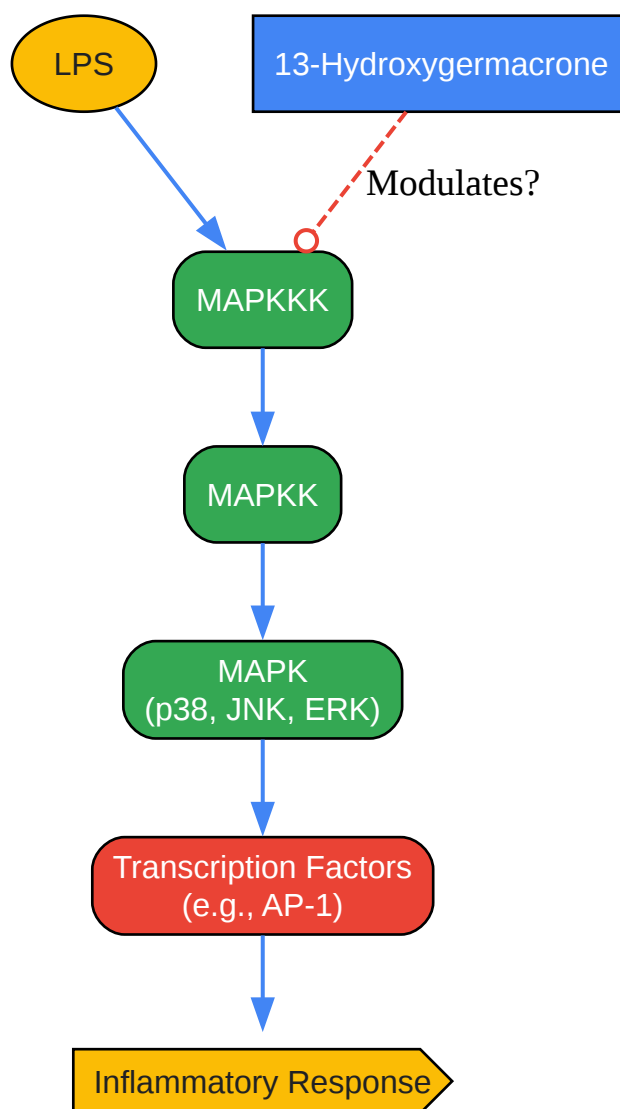 LPS
13-Hydroxygermacrone
Modulates?
MAPKKK
MAPKK
MAPK
(p38, JNK, ERK)
Transcription Factors
(e.g., AP-1)
Inflammatory Response